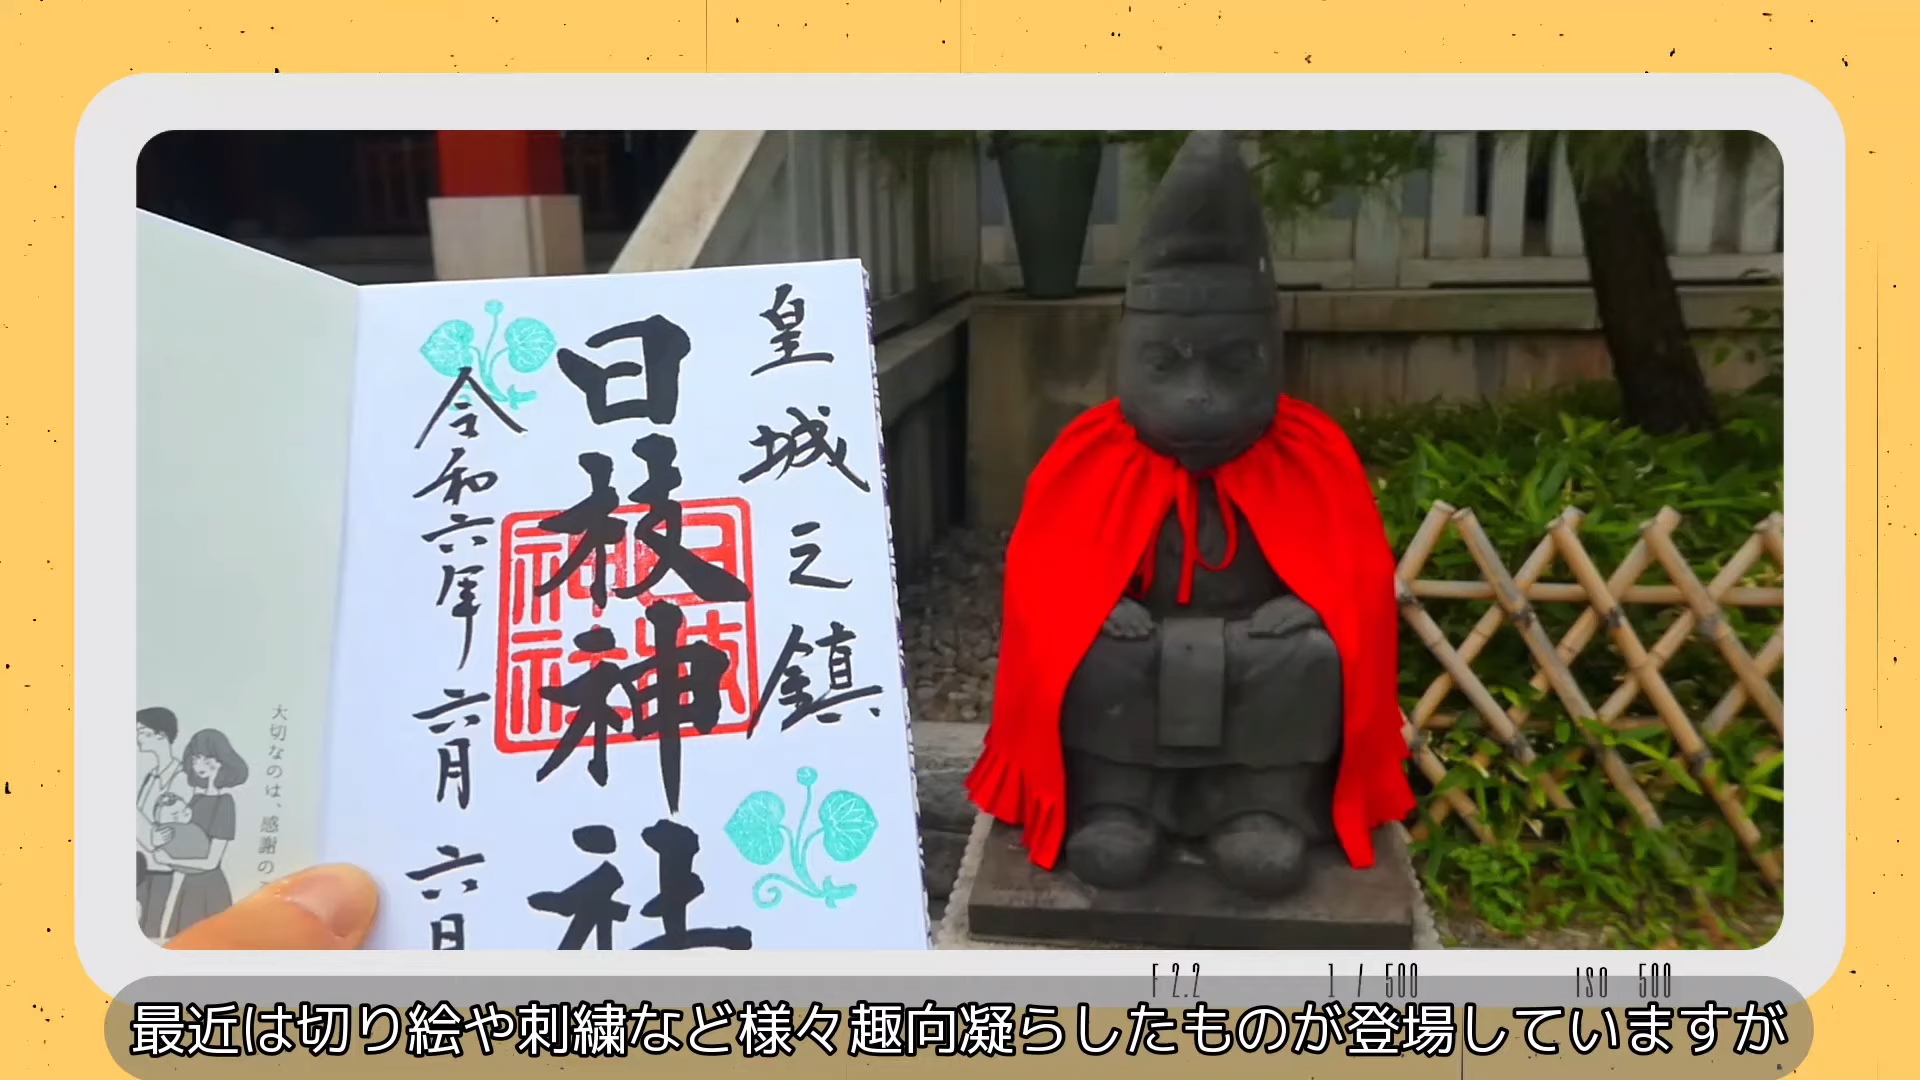 皇城之鎮
日枝神社
令和六年六月六日
日枝
神社
大切なのは、感謝の
F 2.2 1 / 500 ISO 500
最近は切り絵や刺繍など様々趣向凝らしたものが登場していますが